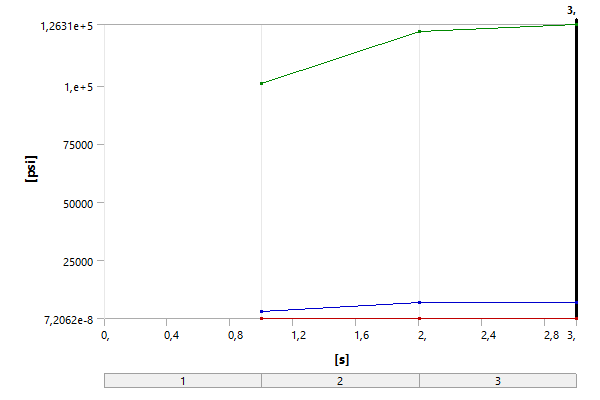 3,
1,2631e+5
1,e+5
75000
[psi]
50000
25000
7,2062e-8
0, 0,4 0,8 1,2 1,6 2, 2,4 2,8 3,
[s]
1 2 3